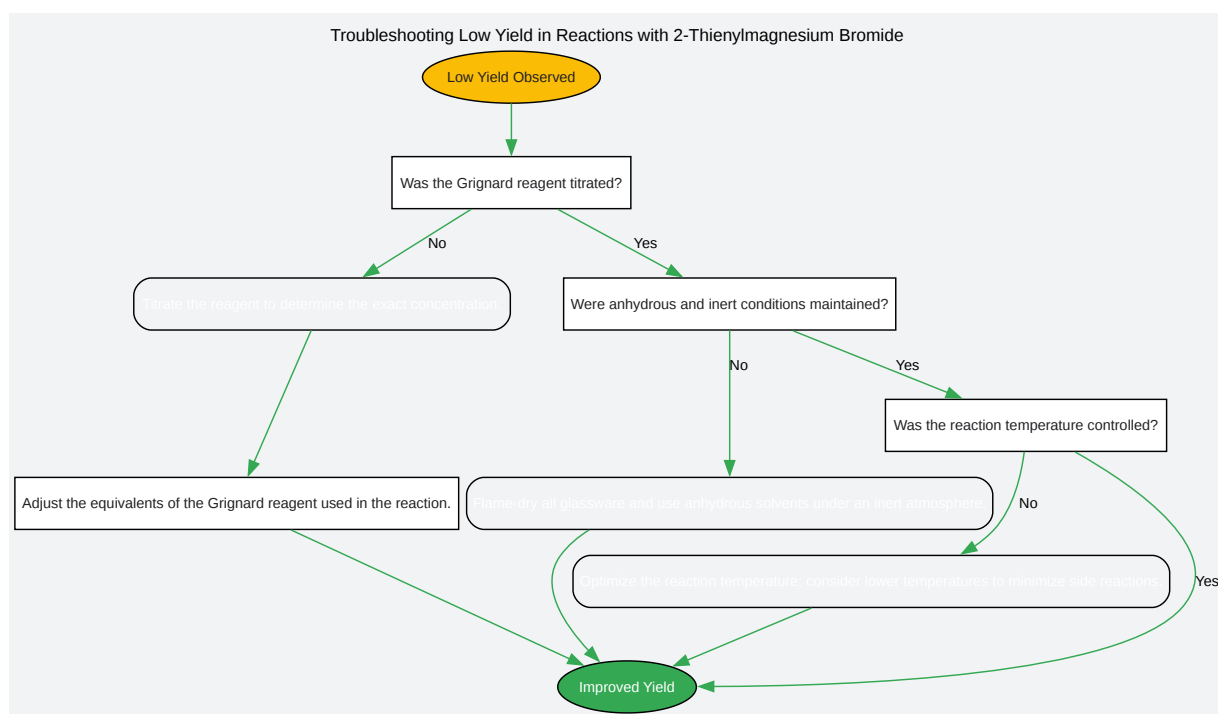 Troubleshooting Low Yield in Reactions with 2-Thienylmagnesium Bromide
Low Yield Observed
Was the Grignard reagent titrated?
No
Yes
Titrate the reagent to determine the exact concentration.
Were anhydrous and inert conditions maintained?
No
Yes
Was the reaction temperature controlled?
Adjust the equivalents of the Grignard reagent used in the reaction.
Flame-dry all glassware and use anhydrous solvents under an inert atmosphere.
No
Optimize the reaction temperature; consider lower temperatures to minimize side reactions.
Yes
Improved Yield